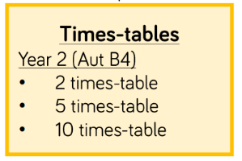 Times-tables
Year 2 (Aut B4)
• 2 times-table
• 5 times-table
• 10 times-table